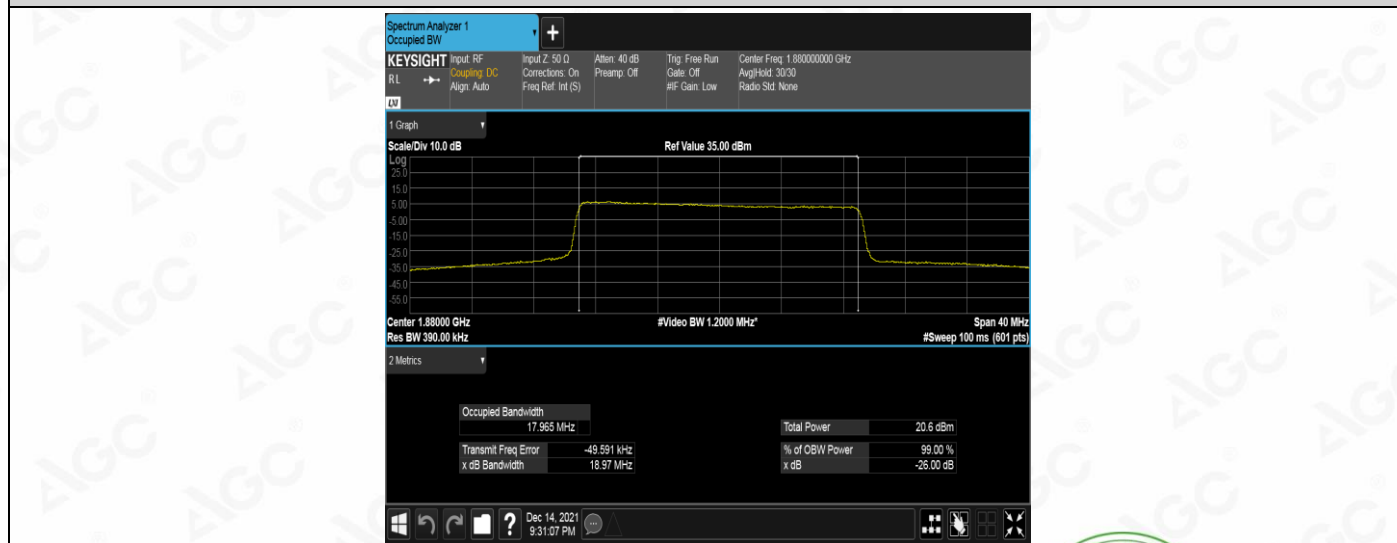 Spectrum Analyzer 1
Occupied BW
+
KEYSIGHT
R L
LXI
Input: RF
Coupling: DC
Align: Auto
Input Z: 50 Ω
Corrections: On
Freq Ref: Int (S)
Atten: 40 dB
Preamp: Off
Trig: Free Run
Gate: Off
#IF Gain: Low
Center Freq: 1.880000000 GHz
Avg|Hold: 30/30
Radio Std: None
1 Graph
Scale/Div 10.0 dB
Ref Value 35.00 dBm
Log
25.0
15.0
5.00
-5.00
-15.0
-25.0
-35.0
-45.0
-55.0
Center 1.88000 GHz
#Video BW 1.2000 MHz*
Span 40 MHz
Res BW 390.00 kHz
#Sweep 100 ms (601 pts)
2 Metrics
Occupied Bandwidth
17.965 MHz
Total Power 20.6 dBm
Transmit Freq Error -49.591 kHz
% of OBW Power 99.00 %
x dB Bandwidth 18.97 MHz
x dB -26.00 dB
?
Dec 14, 2021
9:31:07 PM
AGC